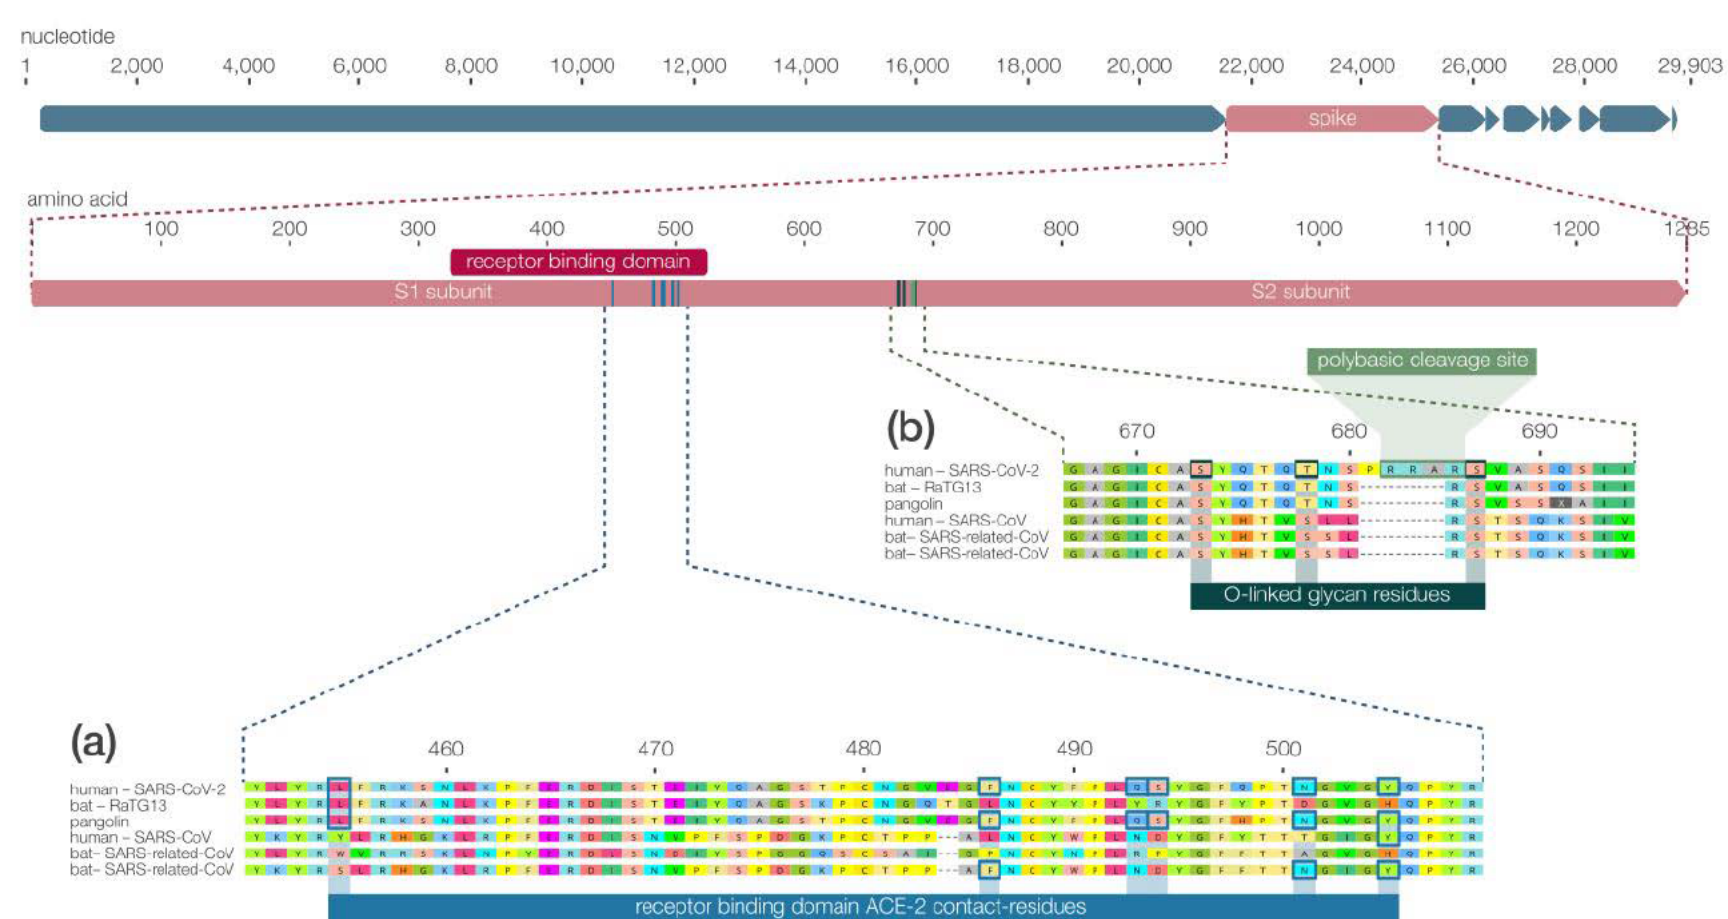 nucleotide
1 2,000 4,000 6,000 8,000 10,000 12,000 14,000 16,000 18,000 20,000 22,000 24,000 26,000 28,000 29,903
spike
amino acid
100 200 300 400 500 600 700 800 900 1000 1100 1200 1285
receptor binding domain
S1 subunit S2 subunit
polybasic cleavage site
(b)
670 680 690
human – SARS-CoV-2 G A G I C A S Y Q T Q T N S P R R A R S V A S Q S I I
bat – RaTG13 G A G I C A S Y Q T Q T N S ---------- R S V A S Q S I I
pangolin G A G I C A S Y Q T Q T N S ---------- R S V S S X A I I
human – SARS-CoV G A G I C A S Y H T V S L L ---------- R S T S Q K S I V
bat– SARS-related-CoV G A G I C A S Y H T V S S L ---------- R S T S Q K S I V
bat– SARS-related-CoV G A G I C A S Y H T V S S L ---------- R S T S Q K S I V
O-linked glycan residues
(a)
460 470 480 490 500
human – SARS-CoV-2 Y L Y R L F R K S N L K P F E R D I S T E I Y Q A G S T P C N G V E G F N C Y F P L Q S Y G F Q P T N G V G Y Q P Y R
bat – RaTG13 Y L Y R L F R K A N L K P F E R D I S T E I Y Q A G S K P C N G Q T G L N C Y Y P L Y R Y G F Y P T D G V G H Q P Y R
pangolin Y L Y R L F R K S N L K P F E R D I S T E I Y Q A G S T P C N G V E G F N C Y F P L Q S Y G F H P T N G V G Y Q P Y R
human – SARS-CoV Y K Y R Y L R H G K L R P F E R D I S N V P F S P D G K P C T P P --- A L N C Y W P L N D Y G F Y T T T G I G Y Q P Y R
bat– SARS-related-CoV
bat– SARS-related-CoV Y K Y R S L R H G K L R P F E R D I S N V P F S P D G K P C T P P --- A F N C Y W P L N D Y G F F T T N G I G Y Q P Y R
receptor binding domain ACE-2 contact-residues